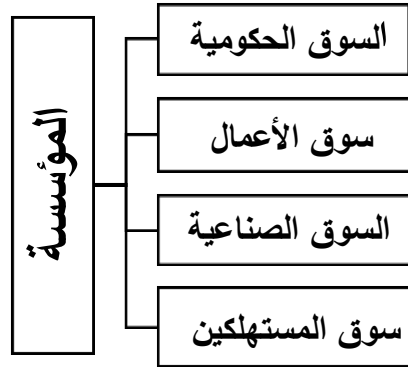 السوق الحكومية
سوق الأعمال
السوق الصناعية
سوق المستهلكين
المؤسسة